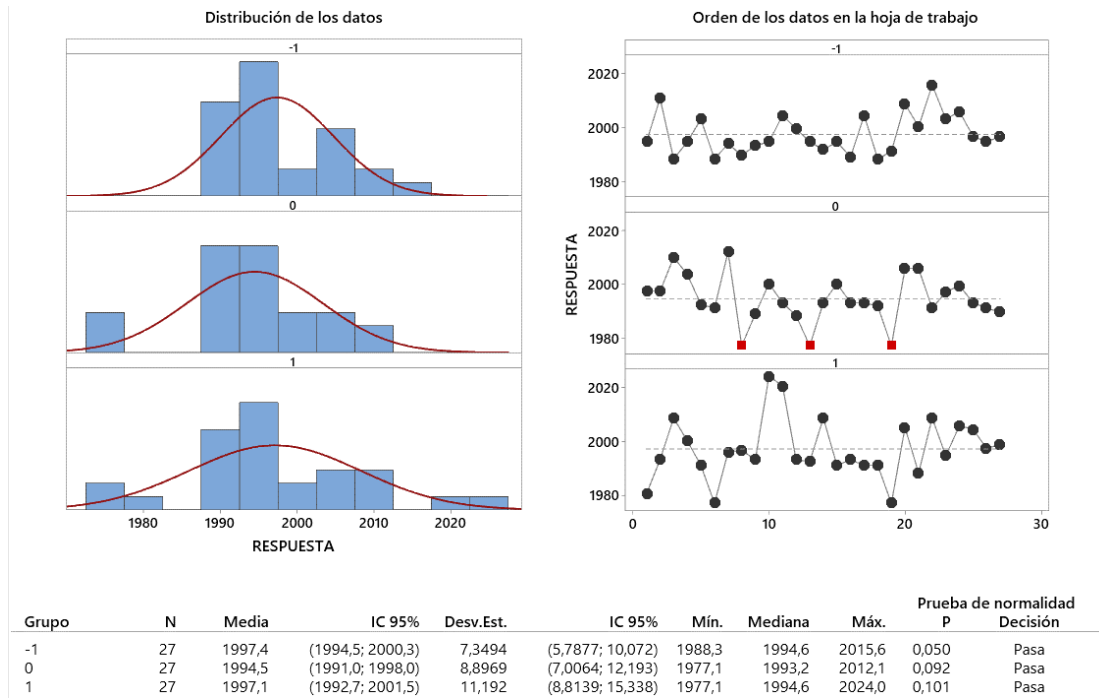 Distribución de los datos
-1
0
1
1980 1990 2000 2010 2020
RESPUESTA
Orden de los datos en la hoja de trabajo
-1
2020
2000
1980
0
2020
2000
1980
1
2020
2000
1980
0 10 20 30
RESPUESTA
Prueba de normalidad
Grupo N Media IC 95% Desv.Est. IC 95% Mín. Mediana Máx. P Decisión
-1 27 1997,4 (1994,5; 2000,3) 7,3494 (5,7877; 10,072) 1988,3 1994,6 2015,6 0,050 Pasa
0 27 1994,5 (1991,0; 1998,0) 8,8969 (7,0064; 12,193) 1977,1 1993,2 2012,1 0,092 Pasa
1 27 1997,1 (1992,7; 2001,5) 11,192 (8,8139; 15,338) 1977,1 1994,6 2024,0 0,101 Pasa